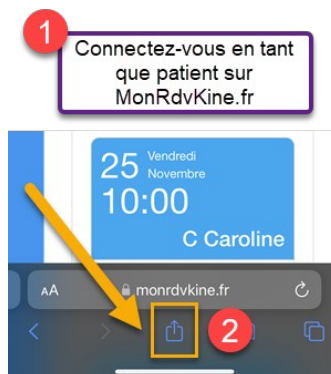 1
Connectez-vous en tant
que patient sur
MonRdvKine.fr
25 Vendredi
Novembre
10:00
C Caroline
AA monrdvkine.fr
2